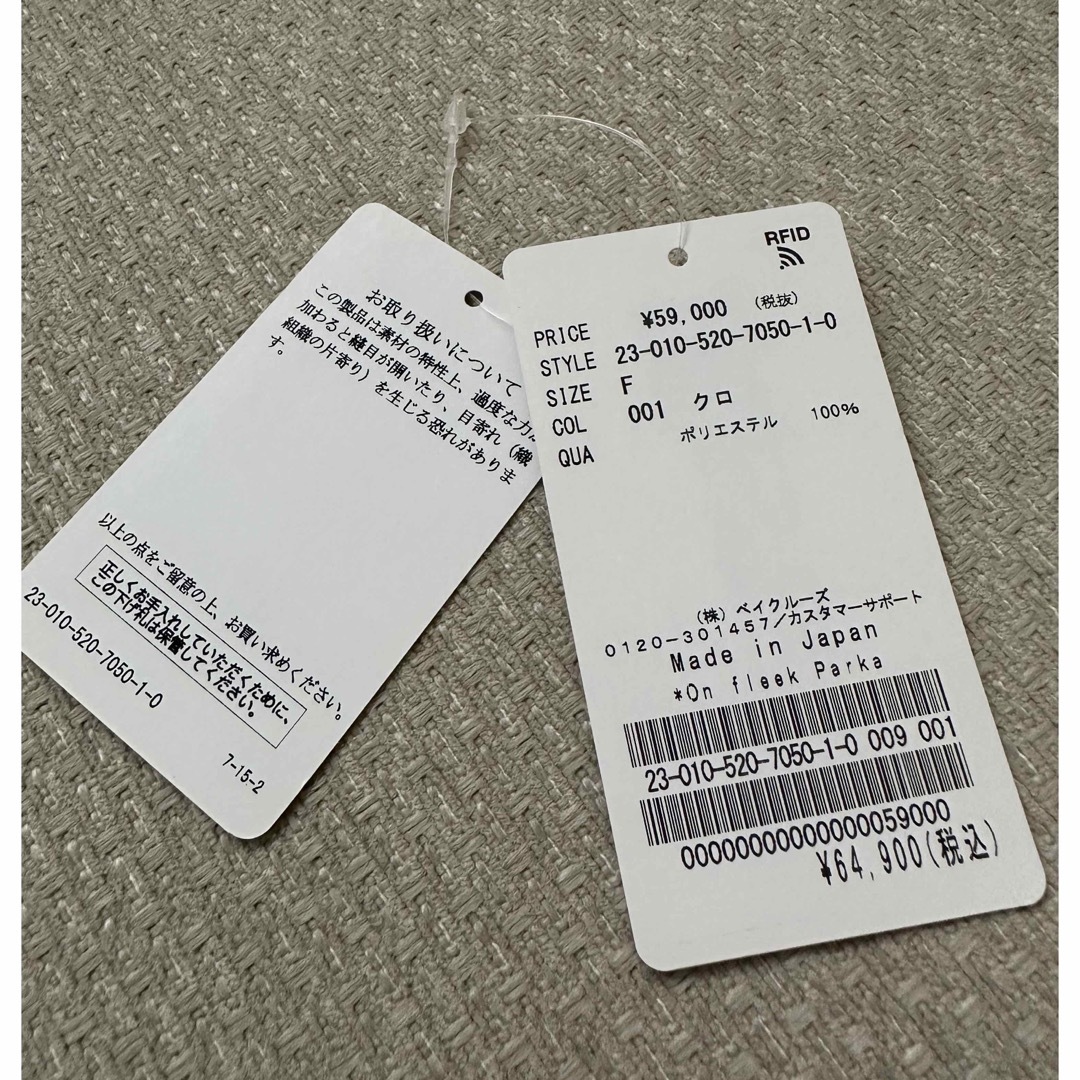 お取り扱いについて
この製品は素材の特性上、過度な力が
加わると縫目が開いたり、目寄れ（織
組織の片寄り）を生じる恐れがありま
す。
以上の点をご留意の上、お買い求めください。
正しくお手入れしていただくために、
この下げ札は保管してください。
23-010-520-7050-1-0
7-15-2
RFID
PRICE ¥59,000 (税抜)
STYLE 23-010-520-7050-1-0
SIZE F
COL 001 クロ
QUA ポリエステル 100%
(株) ベイクルーズ
0120-301457/カスタマーサポート
Made in Japan
*On fleek Parka
23-010-520-7050-1-0 009 001
0000000000000059000
¥64,900(税込)